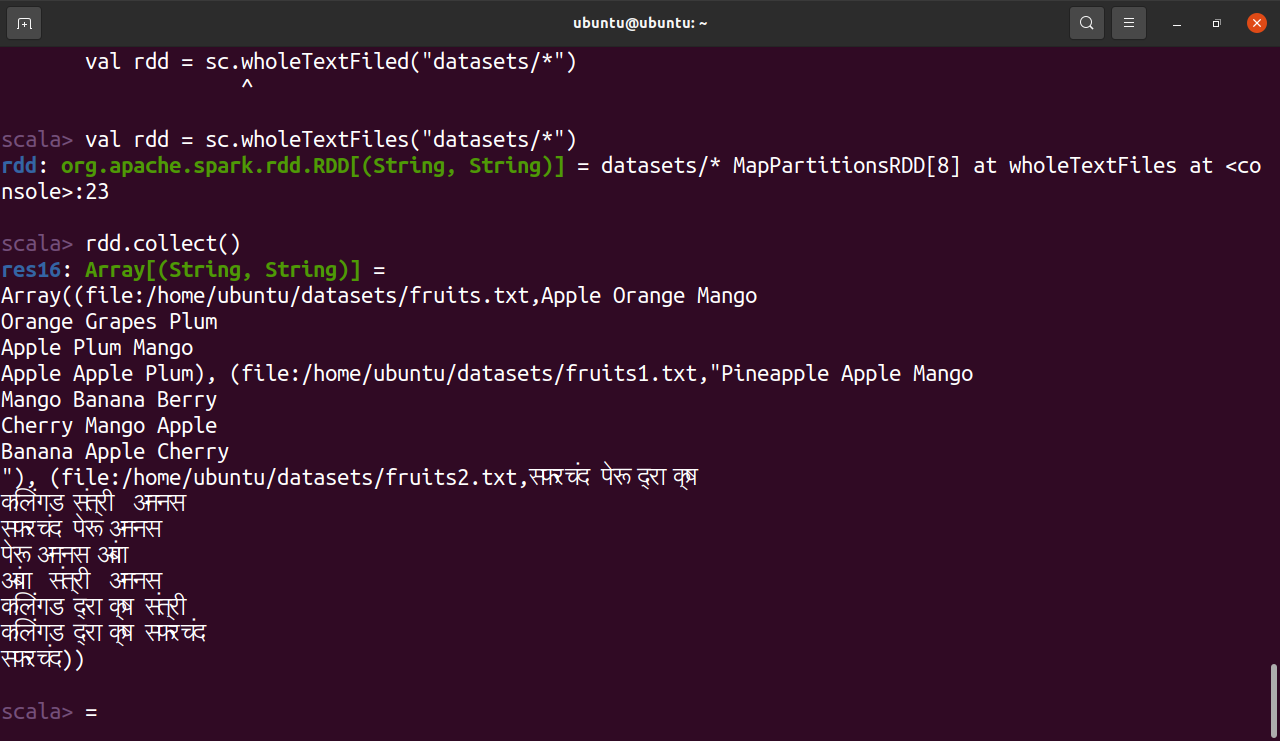 ubuntu@ubuntu: ~
val rdd = sc.wholeTextFiled("datasets/*")
^
scala> val rdd = sc.wholeTextFiles("datasets/*")
rdd: org.apache.spark.rdd.RDD[(String, String)] = datasets/* MapPartitionsRDD[8] at wholeTextFiles at <co
nsole>:23
scala> rdd.collect()
res16: Array[(String, String)] =
Array((file:/home/ubuntu/datasets/fruits.txt,Apple Orange Mango
Orange Grapes Plum
Apple Plum Mango
Apple Apple Plum), (file:/home/ubuntu/datasets/fruits1.txt,"Pineapple Apple Mango
Mango Banana Berry
Cherry Mango Apple
Banana Apple Cherry
"), (file:/home/ubuntu/datasets/fruits2.txt,सफरचंद पेरू द्राक्ष
कलिंगड संत्री अननस
सफरचंद पेरू अननस
पेरू अननस आंबा
आंबा संत्री अननस
कलिंगड द्राक्ष संत्री
कलिंगड द्राक्ष सफरचंद
सफरचंद))
scala> =